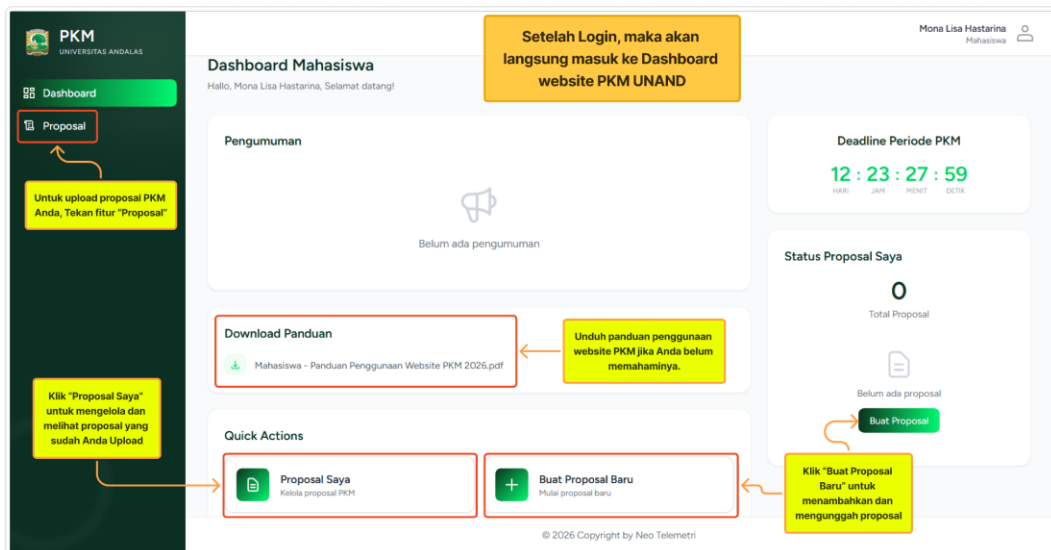 PKM
UNIVERSITAS ANDALAS
Dashboard
Proposal
Untuk upload proposal PKM
Anda, Tekan fitur "Proposal"
Klik "Proposal Saya"
untuk mengelola dan
melihat proposal yang
sudah Anda Upload
Setelah Login, maka akan
langsung masuk ke Dashboard
website PKM UNAND
Mona Lisa Hastarina
Mahasiswa
Dashboard Mahasiswa
Hallo, Mona Lisa Hastarina, Selamat datang!
Pengumuman
Belum ada pengumuman
Deadline Periode PKM
12 : 23 : 27 : 59
HARI JAM MENIT DETIK
Status Proposal Saya
0
Total Proposal
Belum ada proposal
Buat Proposal
Download Panduan
Mahasiswa - Panduan Penggunaan Website PKM 2026.pdf
Unduh panduan penggunaan
website PKM jika Anda belum
memahaminya.
Quick Actions
Proposal Saya
Kelola proposal PKM
Buat Proposal Baru
Mulai proposal baru
Klik "Buat Proposal
Baru" untuk
menambahkan dan
mengunggah proposal
© 2026 Copyright by Neo Telemetri